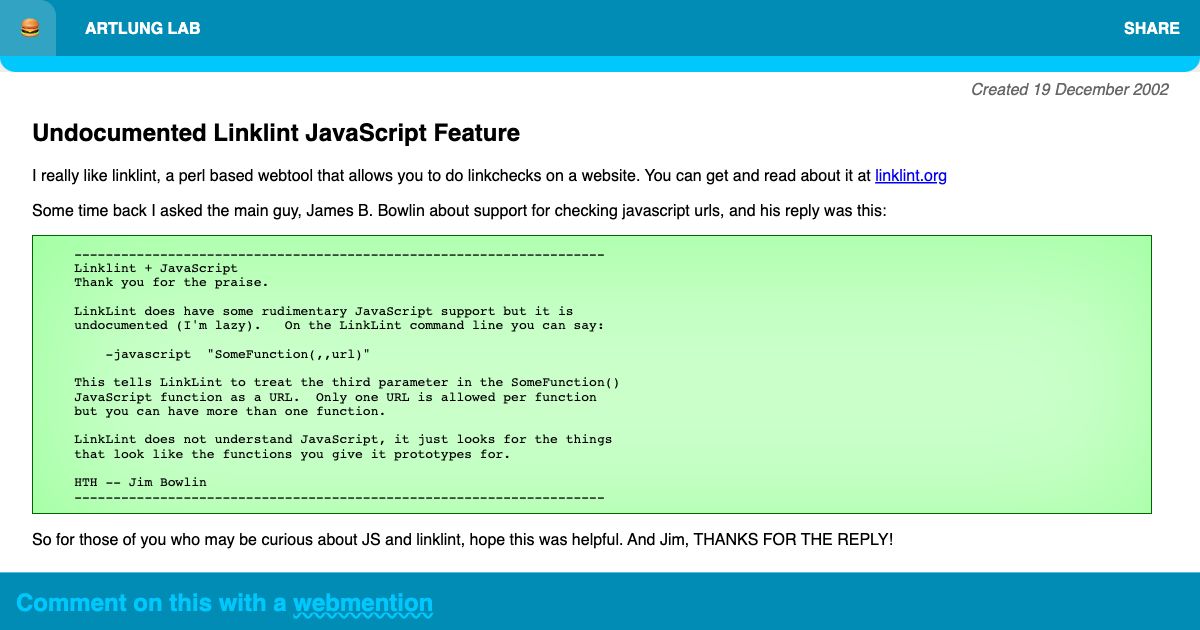 ARTLUNG LAB
SHARE
Created 19 December 2002
Undocumented Linklint JavaScript Feature
I really like linklint, a perl based webtool that allows you to do linkchecks on a website. You can get and read about it at linklint.org
Some time back I asked the main guy, James B. Bowlin about support for checking javascript urls, and his reply was this:
--------------------------------------------------------------------
Linklint + JavaScript
Thank you for the praise.
LinkLint does have some rudimentary JavaScript support but it is
undocumented (I'm lazy).   On the LinkLint command line you can say:
    -javascript  "SomeFunction(,,url)"
This tells LinkLint to treat the third parameter in the SomeFunction()
JavaScript function as a URL.  Only one URL is allowed per function
but you can have more than one function.
LinkLint does not understand JavaScript, it just looks for the things
that look like the functions you give it prototypes for.
HTH -- Jim Bowlin
--------------------------------------------------------------------
So for those of you who may be curious about JS and linklint, hope this was helpful. And Jim, THANKS FOR THE REPLY!
Comment on this with a webmention